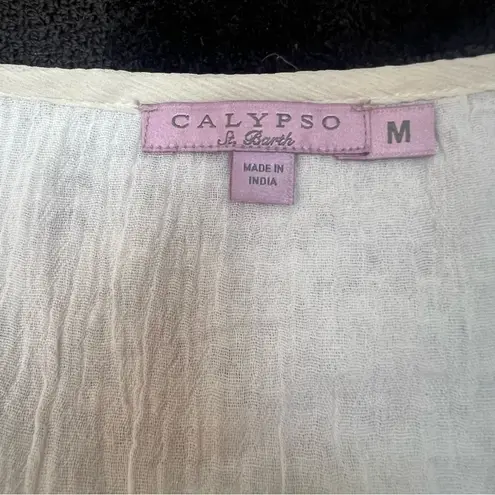 CALYPSO
St. Barth
M
MADE IN
INDIA